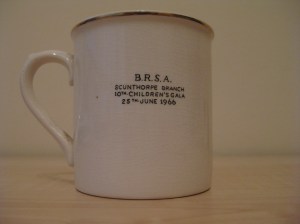 B.R.S.A.
SCUNTHORPE BRANCH
10TH CHILDREN'S GALA
25TH JUNE 1966